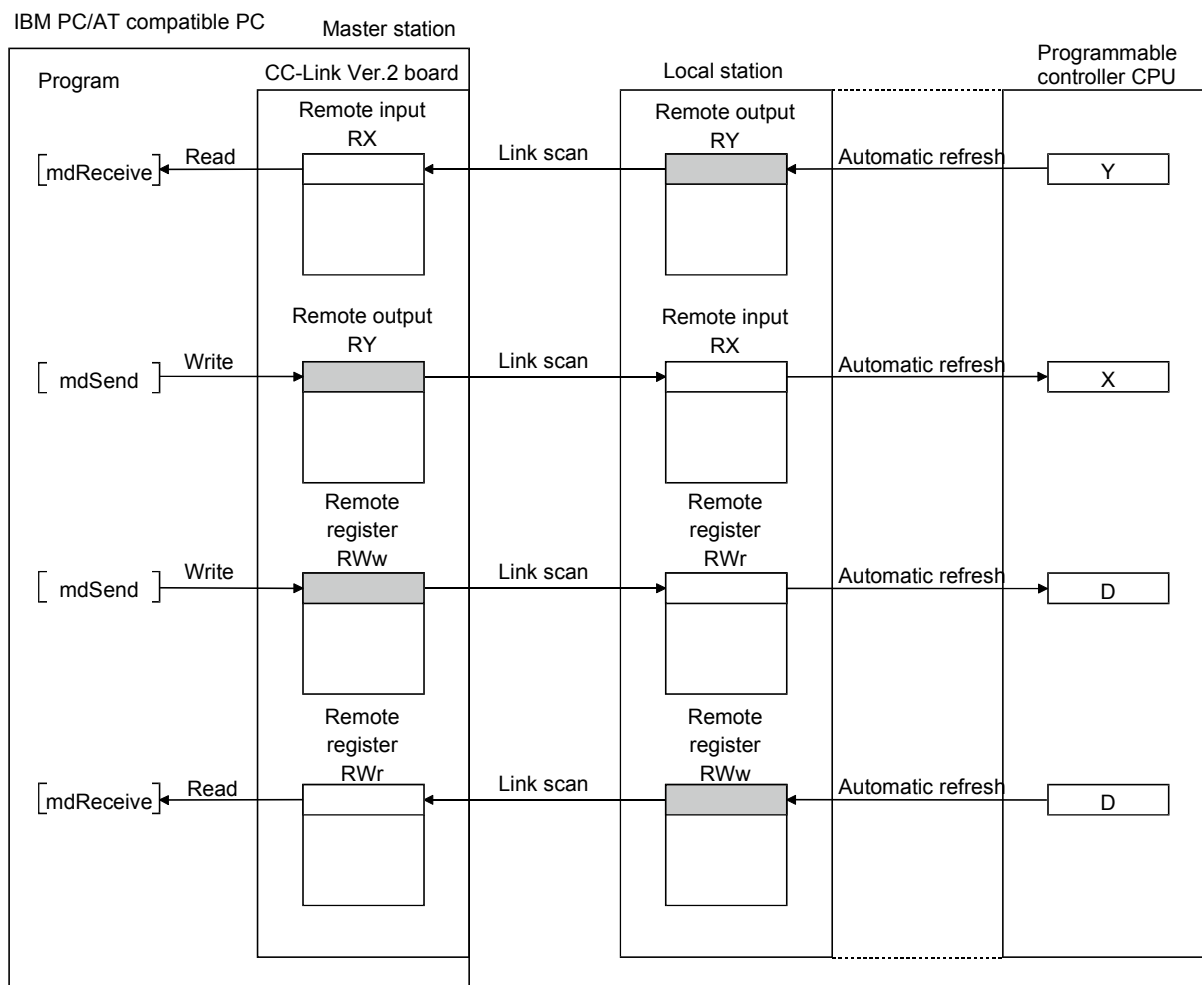 IBM PC/AT compatible PC
Master station
Program
CC-Link Ver.2 board
Local station
Programmable
controller CPU
Remote input
RX
Remote output
RY
[mdReceive]
Read
Link scan
Automatic refresh
Y
Remote output
RY
Remote input
RX
[ mdSend ]
Write
Link scan
Automatic refresh
X
Remote
register
RWw
Remote
register
RWr
[ mdSend ]
Write
Link scan
Automatic refresh
D
Remote
register
RWr
Remote
register
RWw
[mdReceive]
Read
Link scan
Automatic refresh
D